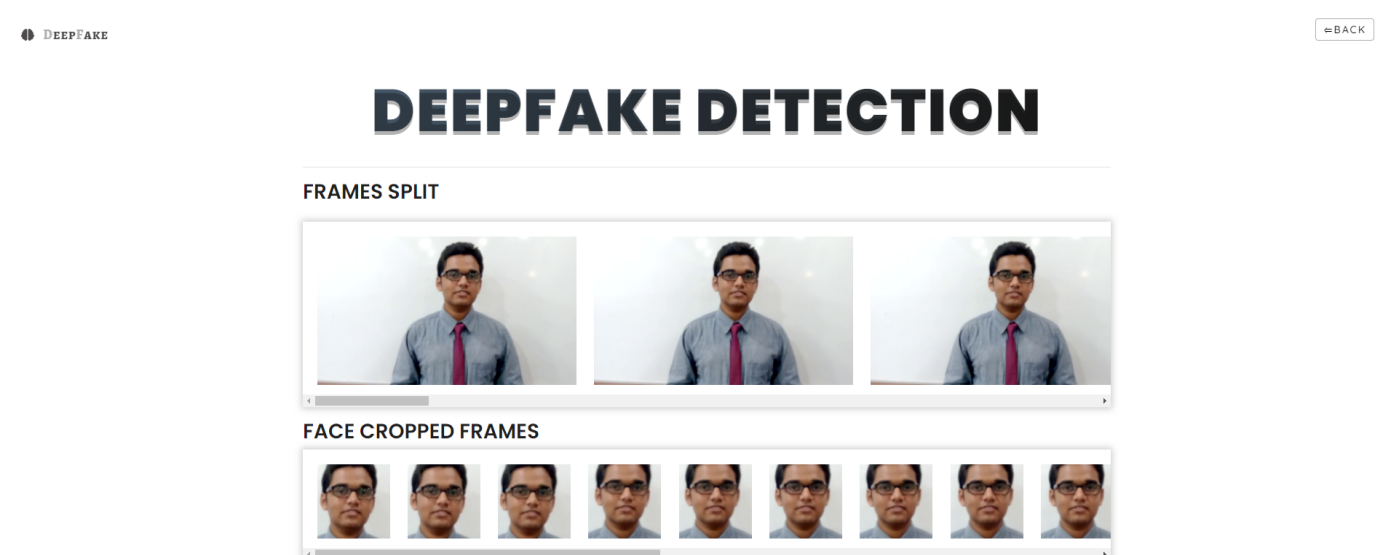 DEEPFAKE
⇐BACK
DEEPFAKE DETECTION
FRAMES SPLIT
FACE CROPPED FRAMES